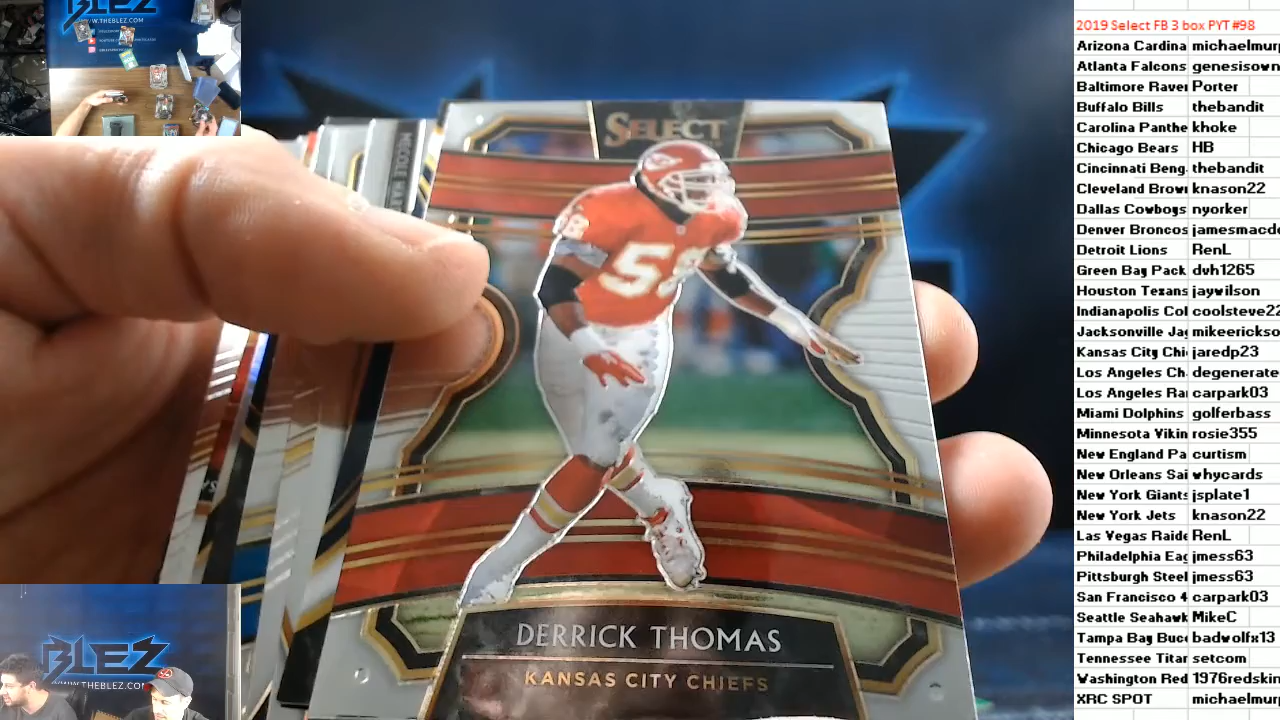 BLEZ
WWW.THEBLEZ.COM
SELECT
58
DERRICK THOMAS
KANSAS CITY CHIEFS
BLEZ
WWW.THEBLEZ.COM
2019 Select FB 3 box PYT #98
Arizona Cardina michaelmur
Atlanta Falcons genesisown
Baltimore Raver Porter
Buffalo Bills thebandit
Carolina Panthe khoke
Chicago Bears HB
Cincinnati Beng thebandit
Cleveland Brow knason22
Dallas Cowboys nyorker
Denver Broncos jamesmacd
Detroit Lions RenL
Green Bay Pack dvh1265
Houston Texans jaywilson
Indianapolis Col coolsteve22
Jacksonville Jag mikeerickso
Kansas City Chi jaredp23
Los Angeles Ch degenerate
Los Angeles Ra carpark03
Miami Dolphins golferbass
Minnesota Vikin rosie355
New England Pa curtism
New Orleans Sai whycards
New York Giants jsplate1
New York Jets knason22
Las Vegas Raide RenL
Philadelphia Eag jmess63
Pittsburgh Steel jmess63
San Francisco 4 carpark03
Seattle Seahawk MikeC
Tampa Bay Bucc badwolfx13
Tennessee Titar setcom
Washington Red 1976redskin
XRC SPOT michaelmur